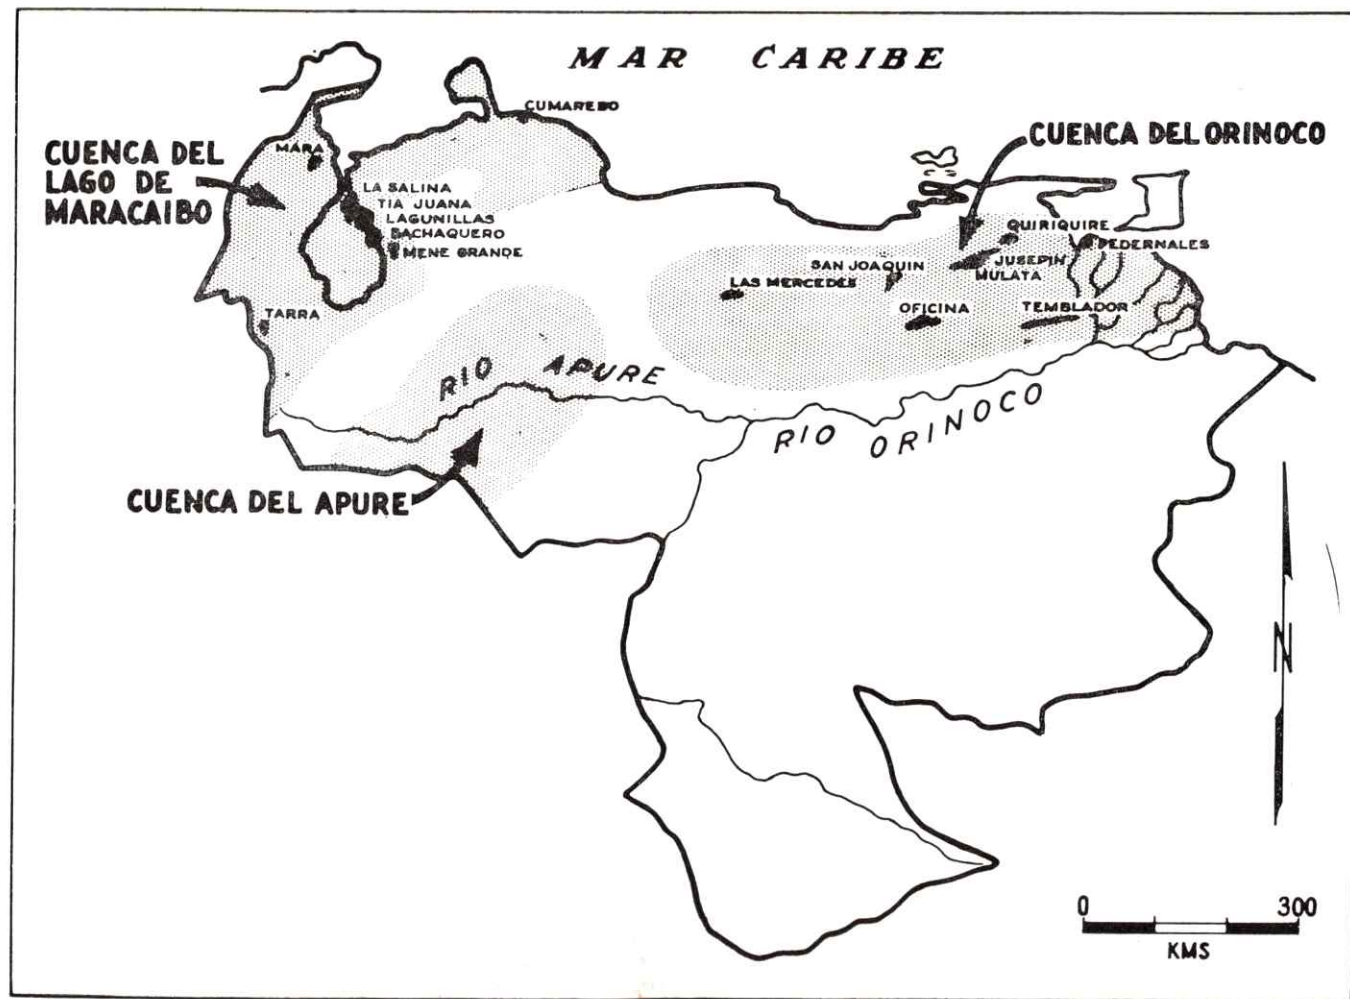 MAR CARIBE
CUMAREBO
CUENCA DEL
LAGO DE
MARACAIBO
MARA
LA SALINA
TIA JUANA
LAGUNILLAS
BACHAQUERO
MENE GRANDE
TARRA
CUENCA DEL ORINOCO
QUIRIQUIRE
PEDERNALES
JUSEPIN
MULATA
SAN JOAQUIN
LAS MERCEDES
OFICINA
TEMBLADOR
RIO APURE
RIO ORINOCO
CUENCA DEL APURE
N
0 300
KMS